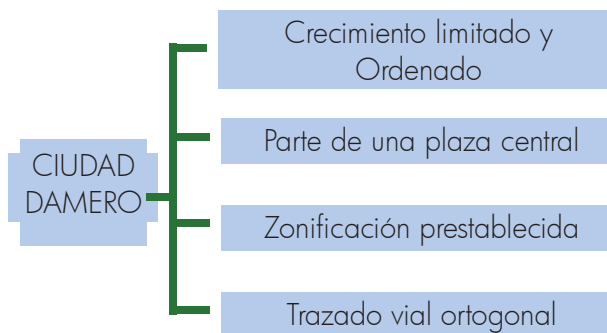 CIUDAD
DAMERO
Crecimiento limitado y
Ordenado
Parte de una plaza central
Zonificación prestablecida
Trazado vial ortogonal